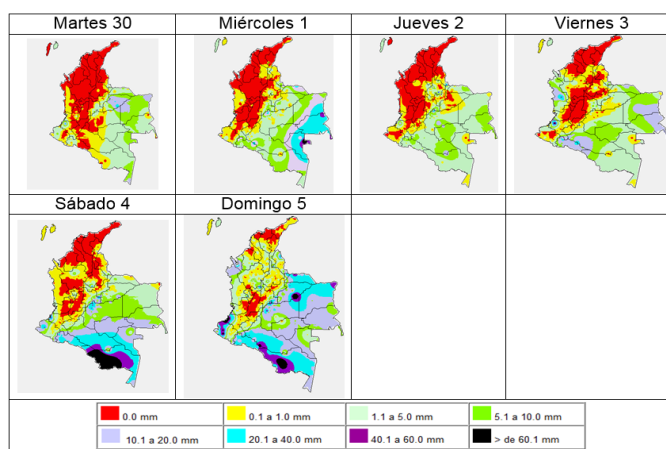 Martes 30
Miércoles 1
Jueves 2
Viernes 3
Sábado 4
Domingo 5
0.0 mm
0.1 a 1.0 mm
1.1 a 5.0 mm
5.1 a 10.0 mm
10.1 a 20.0 mm
20.1 a 40.0 mm
40.1 a 60.0 mm
> de 60.1 mm